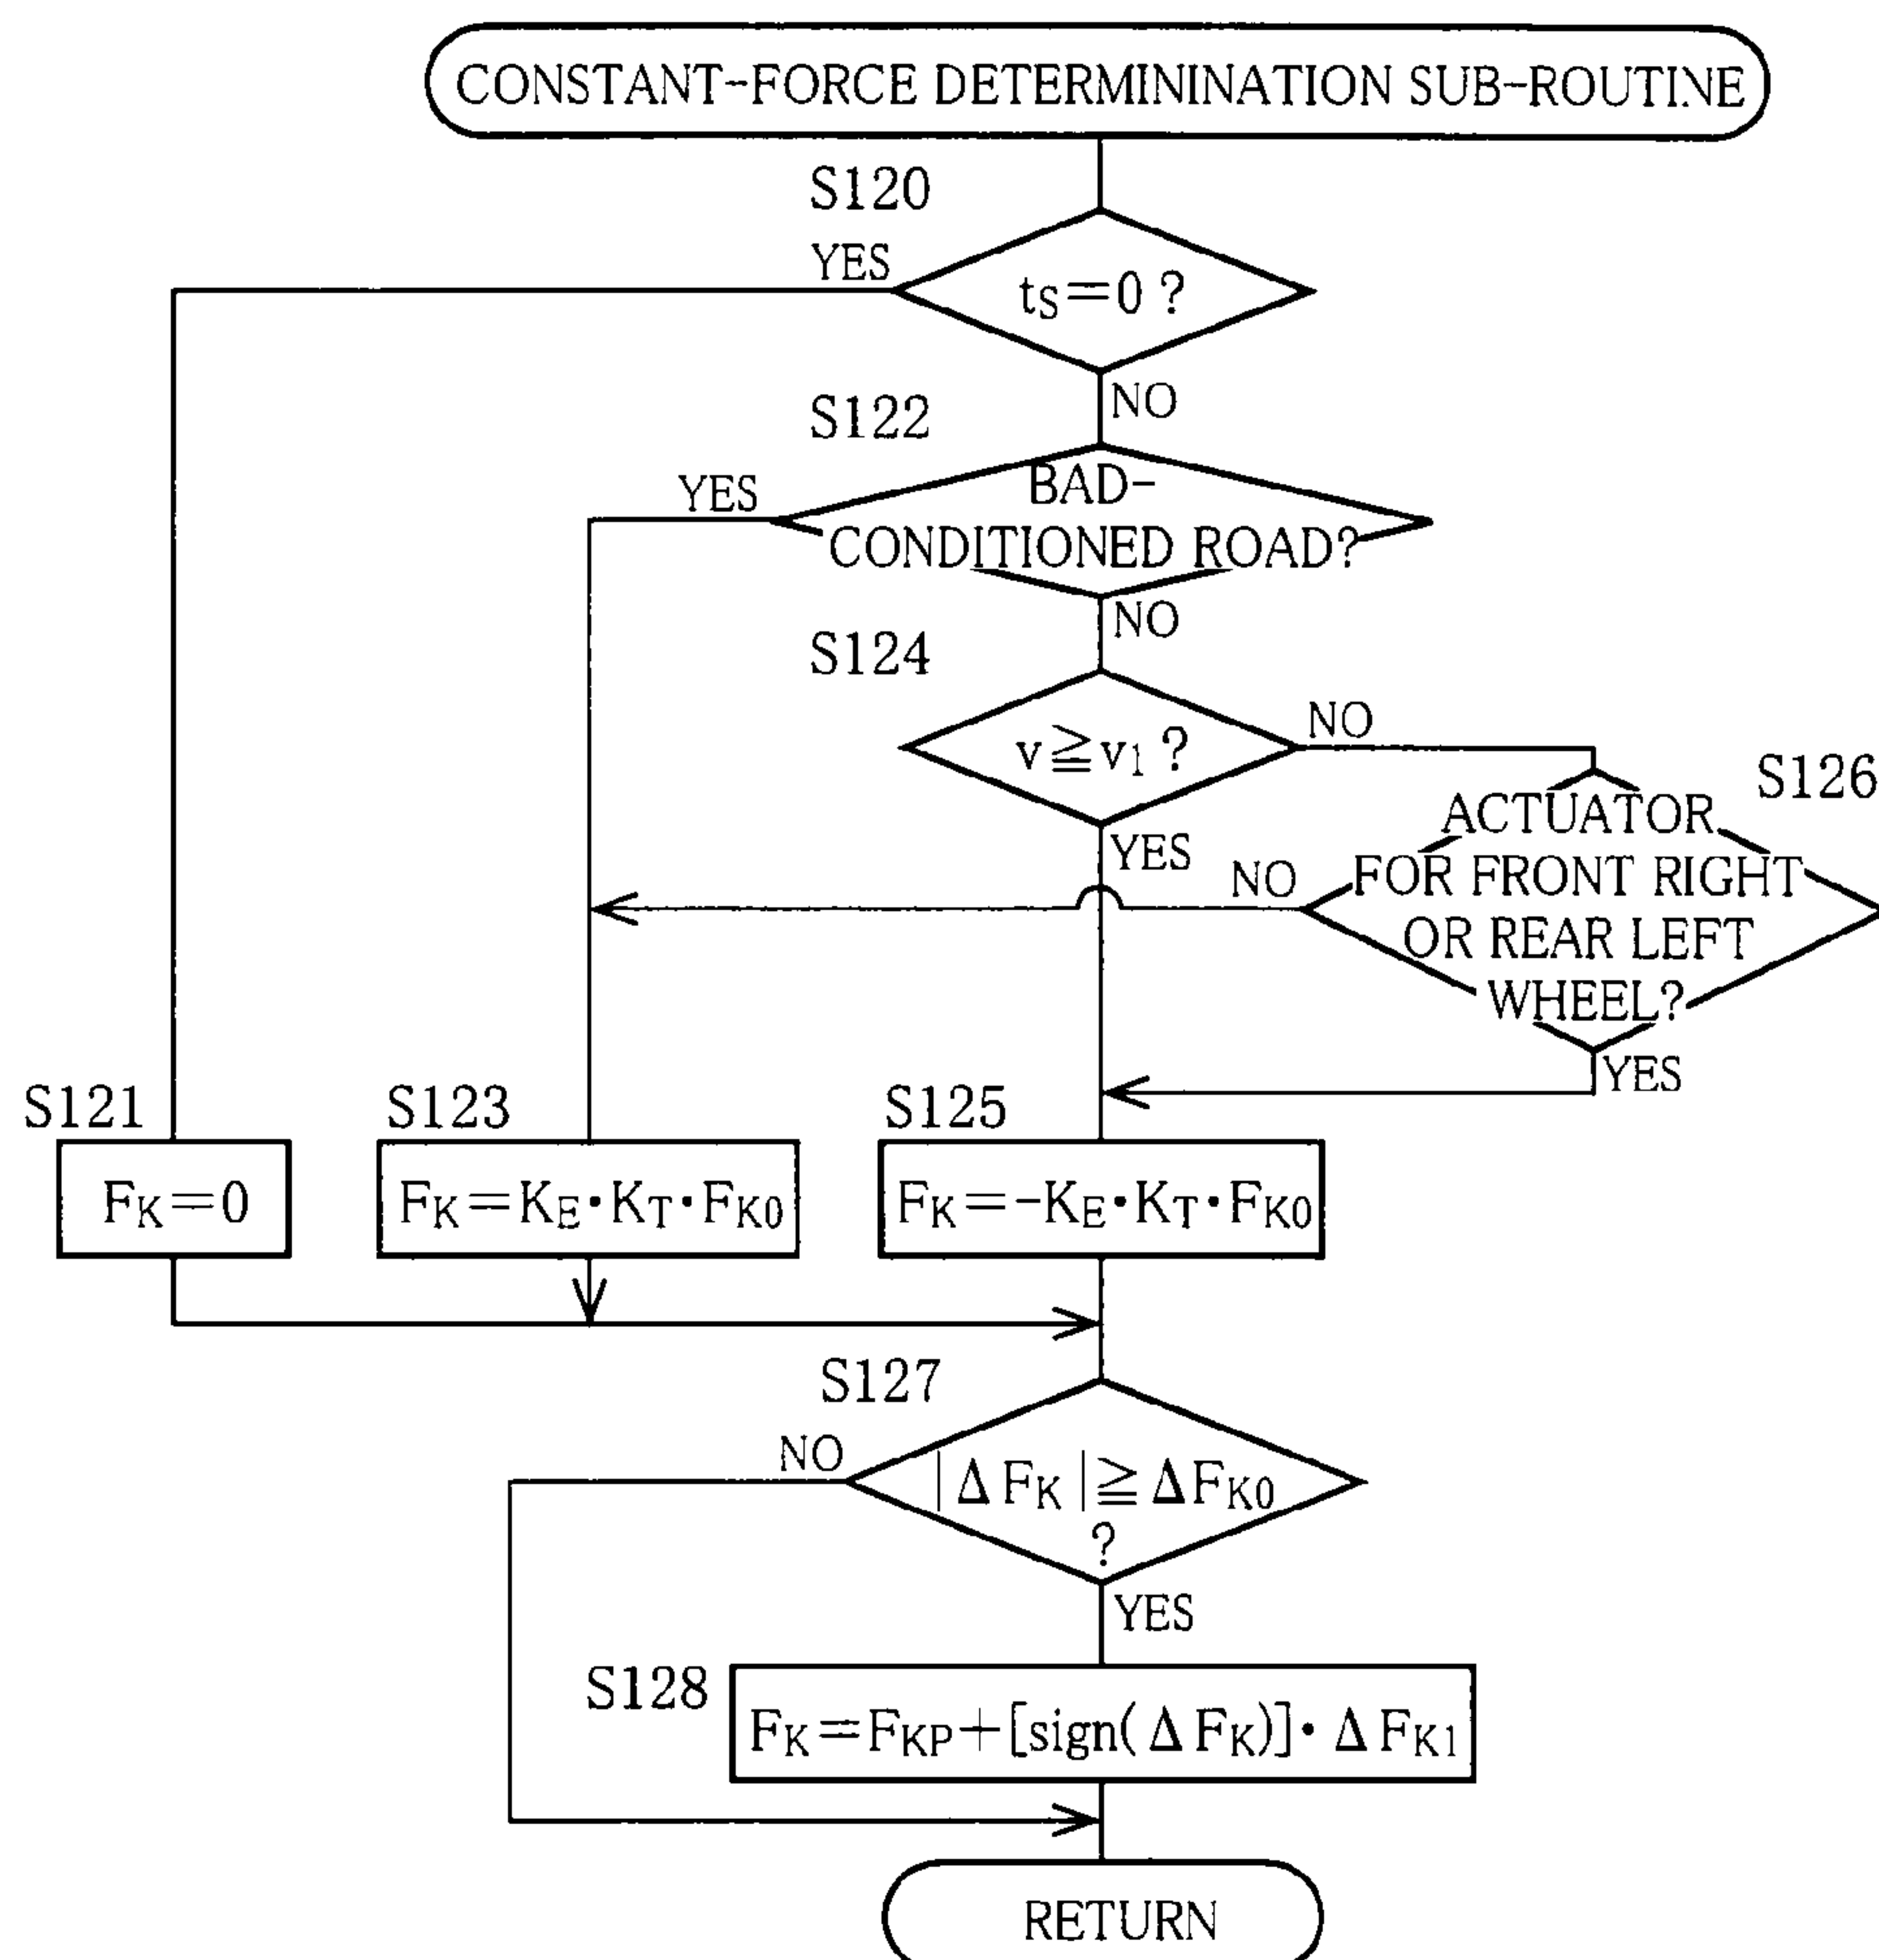 CONSTANT-FORCE DETERMININATION SUB-ROUTINE
S120
YES
tS=0 ?
NO
S122
YES
BAD-
CONDITIONED ROAD?
NO
S124
v≧v1 ?
NO
YES
S126
ACTUATOR
FOR FRONT RIGHT
OR REAR LEFT
WHEEL?
NO
YES
S121
FK=0
S123
FK=KE·KT·FK0
S125
FK=-KE·KT·FK0
S127
NO
|ΔFK|≧ΔFK0
?
YES
S128
FK=FKP+[sign(ΔFK)]·ΔFK1
RETURN